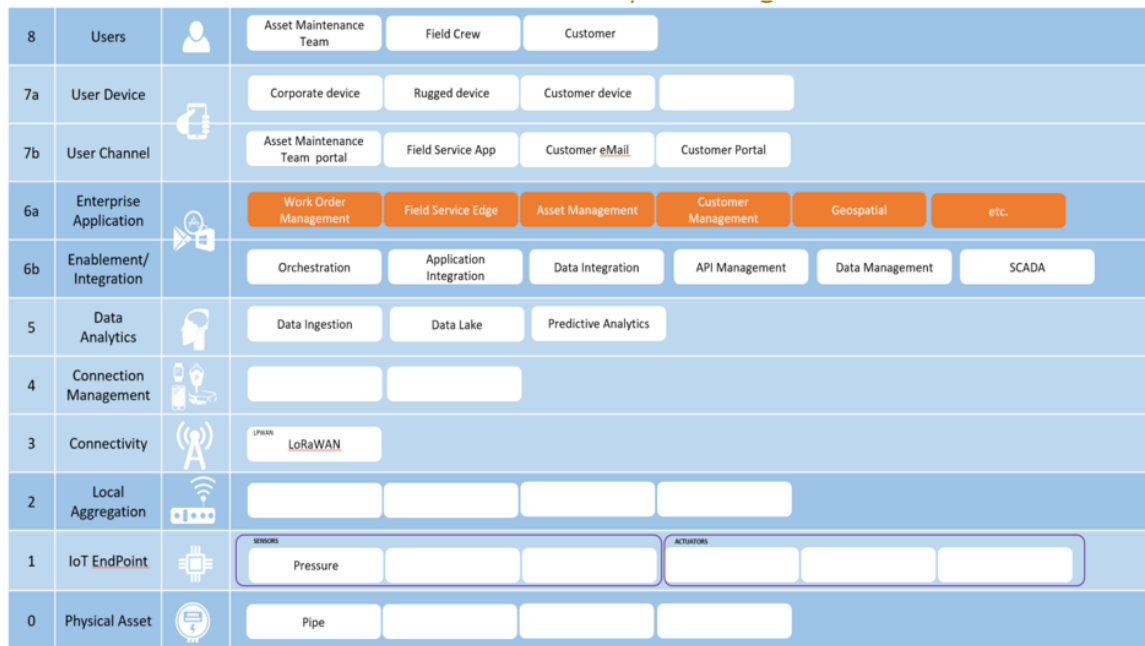 8
Users
Asset Maintenance
Team
Field Crew
Customer
7a
User Device
Corporate device
Rugged device
Customer device
7b
User Channel
Asset Maintenance
Team portal
Field Service App
Customer eMail
Customer Portal
6a
Enterprise
Application
Work Order
Management
Field Service Edge
Asset Management
Customer
Management
Geospatial
etc.
6b
Enablement/
Integration
Orchestration
Application
Integration
Data Integration
API Management
Data Management
SCADA
5
Data
Analytics
Data Ingestion
Data Lake
Predictive Analytics
4
Connection
Management
3
Connectivity
LPWAN
LoRaWAN
2
Local
Aggregation
1
IoT EndPoint
SENSORS
Pressure
ACTUATORS
0
Physical Asset
Pipe